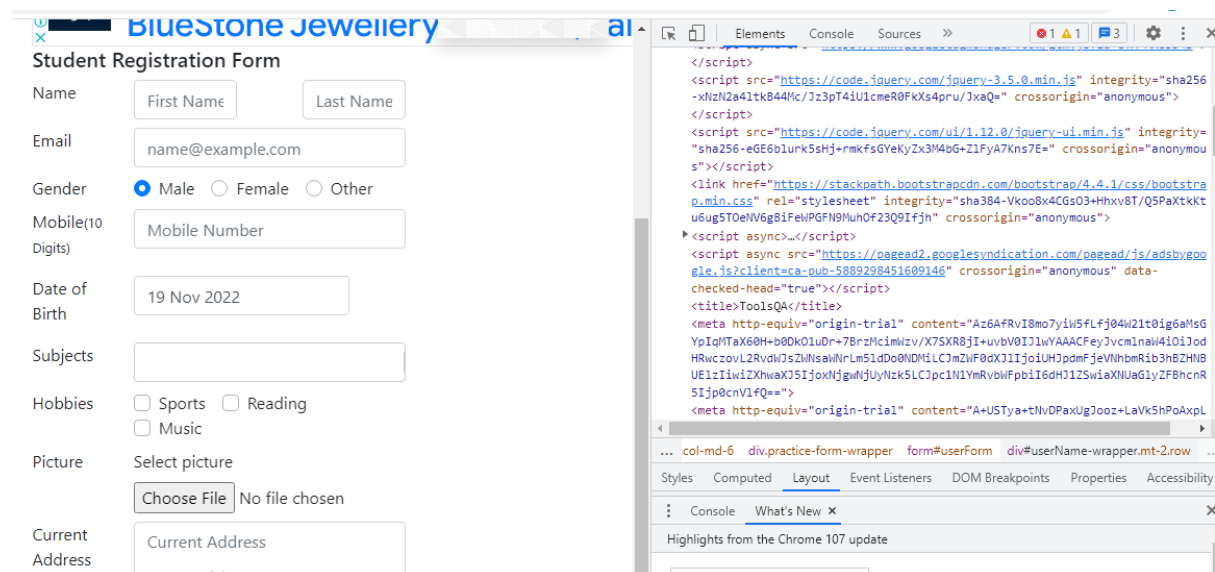 BlueStone Jewellery
al
Student Registration Form
Name
First Name
Last Name
Email
name@example.com
Gender
Male
Female
Other
Mobile(10
Digits)
Mobile Number
Date of
Birth
19 Nov 2022
Subjects
Hobbies
Sports
Reading
Music
Picture
Select picture
Choose File No file chosen
Current
Address
Current Address
Elements Console Sources
1 1 3
</script>
<script src="https://code.jquery.com/jquery-3.5.0.min.js" integrity="sha256
-xNzN2a4ltkB44Mc/Jz3pT4iU1cmeR0FkXs4pru/JxaQ=" crossorigin="anonymous">
</script>
<script src="https://code.jquery.com/ui/1.12.0/jquery-ui.min.js" integrity=
"sha256-eGE6blurk5sHj+rmkfsGYeKyZx3M4bG+ZlFyA7Kns7E=" crossorigin="anonymou
s"></script>
<link href="https://stackpath.bootstrapcdn.com/bootstrap/4.4.1/css/bootstra
p.min.css" rel="stylesheet" integrity="sha384-Vkoo8x4CGsO3+Hhxv8T/Q5PaXtkKt
u6ug5TOeNV6gBiFeWPGFN9MuhOf23Q9Ifjh" crossorigin="anonymous">
<script async>…</script>
<script async src="https://pagead2.googlesyndication.com/pagead/js/adsbygoo
gle.js?client=ca-pub-5889298451609146" crossorigin="anonymous" data-
checked-head="true"></script>
<title>ToolsQA</title>
<meta http-equiv="origin-trial" content="Az6AfRvI8mo7yiW5fLfj04W21t0ig6aMsG
YpIqMTaX60H+b0DkO1uDr+7BrzMcimWzv/X7SXR8jI+uvbV0IJlwYAAACFeyJvcmlnaW4iOiJod
HRwczovL2RvdWJsZWNsaWNrLm5ldDo0NDMiLCJmZWF0dXJlIjoiUHJpdmFjeVNhbmRib3hBZHNB
UElzIiwiZXhwaXJ5IjoxNjgwNjUyNzk5LCJpc1N1YmRvbWFpbiI6dHJ1ZSwiaXNUaGlyZFBhcnR
5Ijp0cnVlfQ==">
<meta http-equiv="origin-trial" content="A+USTya+tNvDPaxUgJooz+LaVk5hPoAxpL
... col-md-6 div.practice-form-wrapper form#userForm div#userName-wrapper.mt-2.row ...
Styles Computed Layout Event Listeners DOM Breakpoints Properties Accessibility
Console What's New
Highlights from the Chrome 107 update